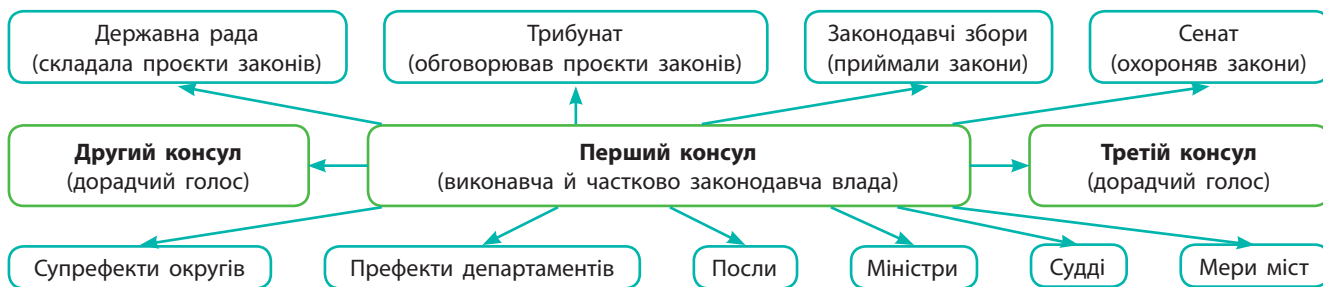 Державна рада
(складала проєкти законів)
Трибунат
(обговорював проєкти законів)
Законодавчі збори
(приймали закони)
Сенат
(охороняв закони)
Другий консул
(дорадчий голос)
Перший консул
(виконавча й частково законодавча влада)
Третій консул
(дорадчий голос)
Супрефекти округів
Префекти департаментів
Посли
Міністри
Судді
Мери міст